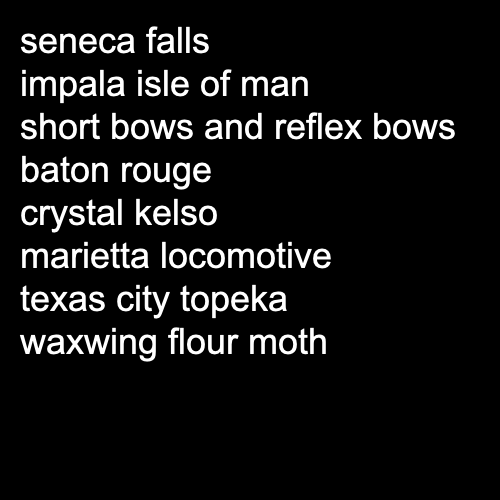 seneca falls
impala isle of man
short bows and reflex bows
baton rouge
crystal kelso
marietta locomotive
texas city topeka
waxwing flour moth